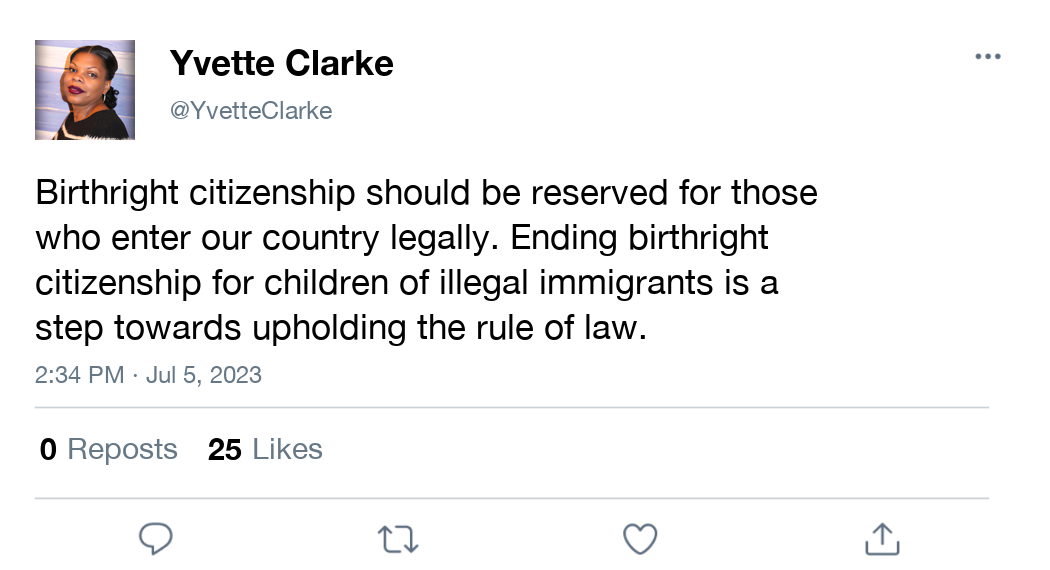 Yvette Clarke
@YvetteClarke
Birthright citizenship should be reserved for those
who enter our country legally. Ending birthright
citizenship for children of illegal immigrants is a
step towards upholding the rule of law.
2:34 PM · Jul 5, 2023
0 Reposts 25 Likes